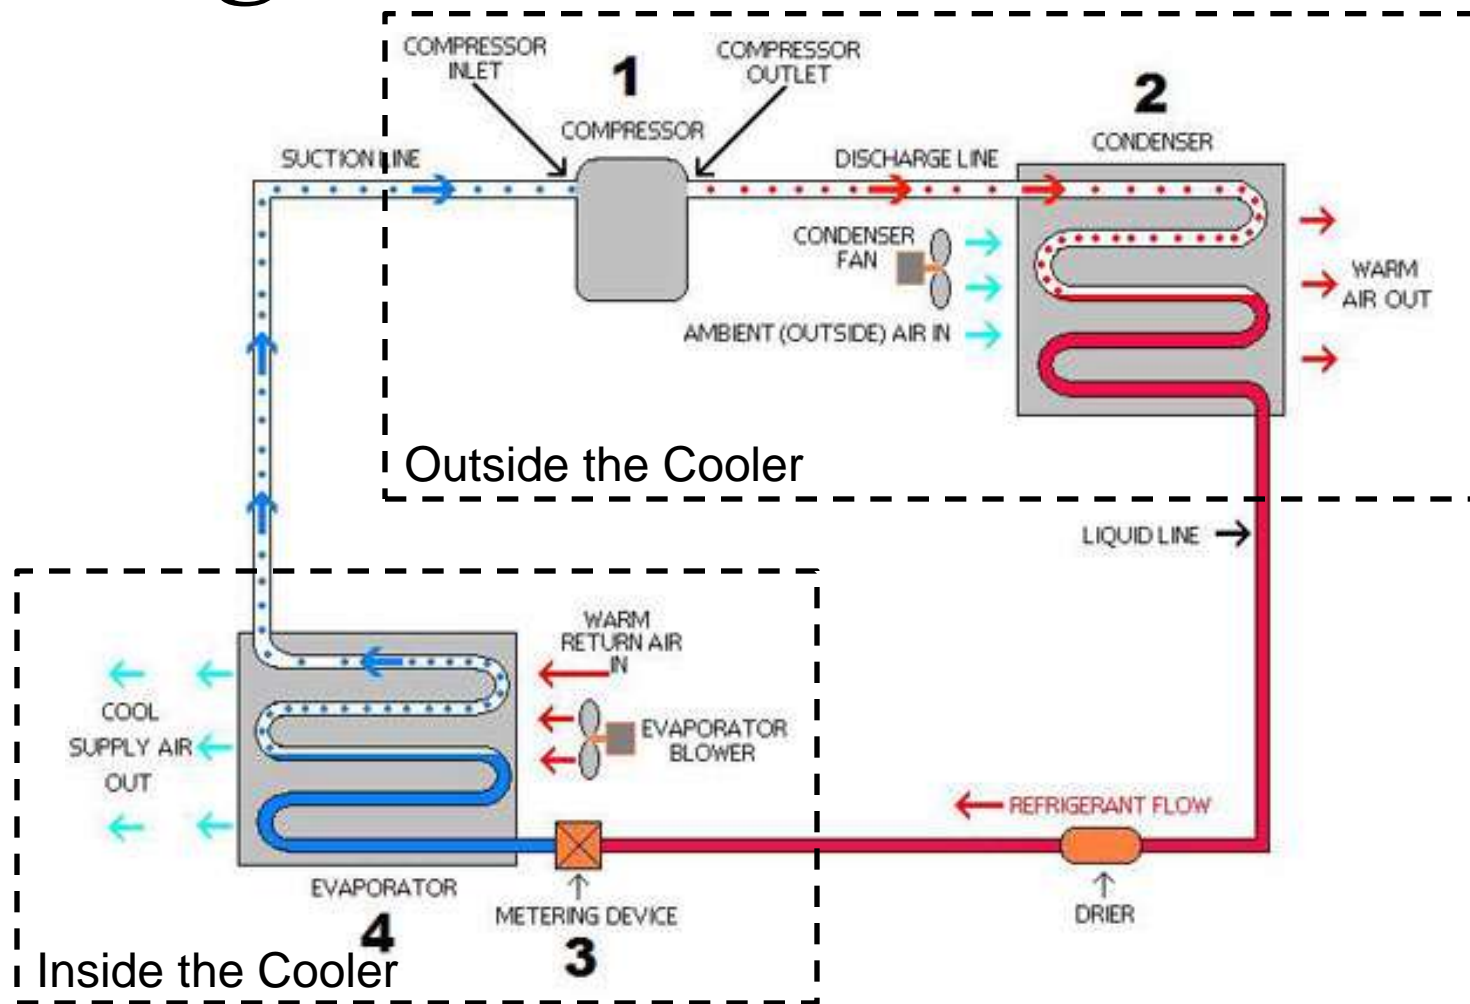 COMPRESSOR
INLET
1
COMPRESSOR
OUTLET
2
COMPRESSOR
CONDENSER
SUCTION LINE
DISCHARGE LINE
CONDENSER
FAN
WARM
AIR OUT
AMBIENT (OUTSIDE) AIR IN
Outside the Cooler
LIQUID LINE
WARM
RETURN AIR
IN
COOL
SUPPLY AIR
OUT
EVAPORATOR
BLOWER
REFRIGERANT FLOW
EVAPORATOR
4
METERING DEVICE
3
DRIER
Inside the Cooler